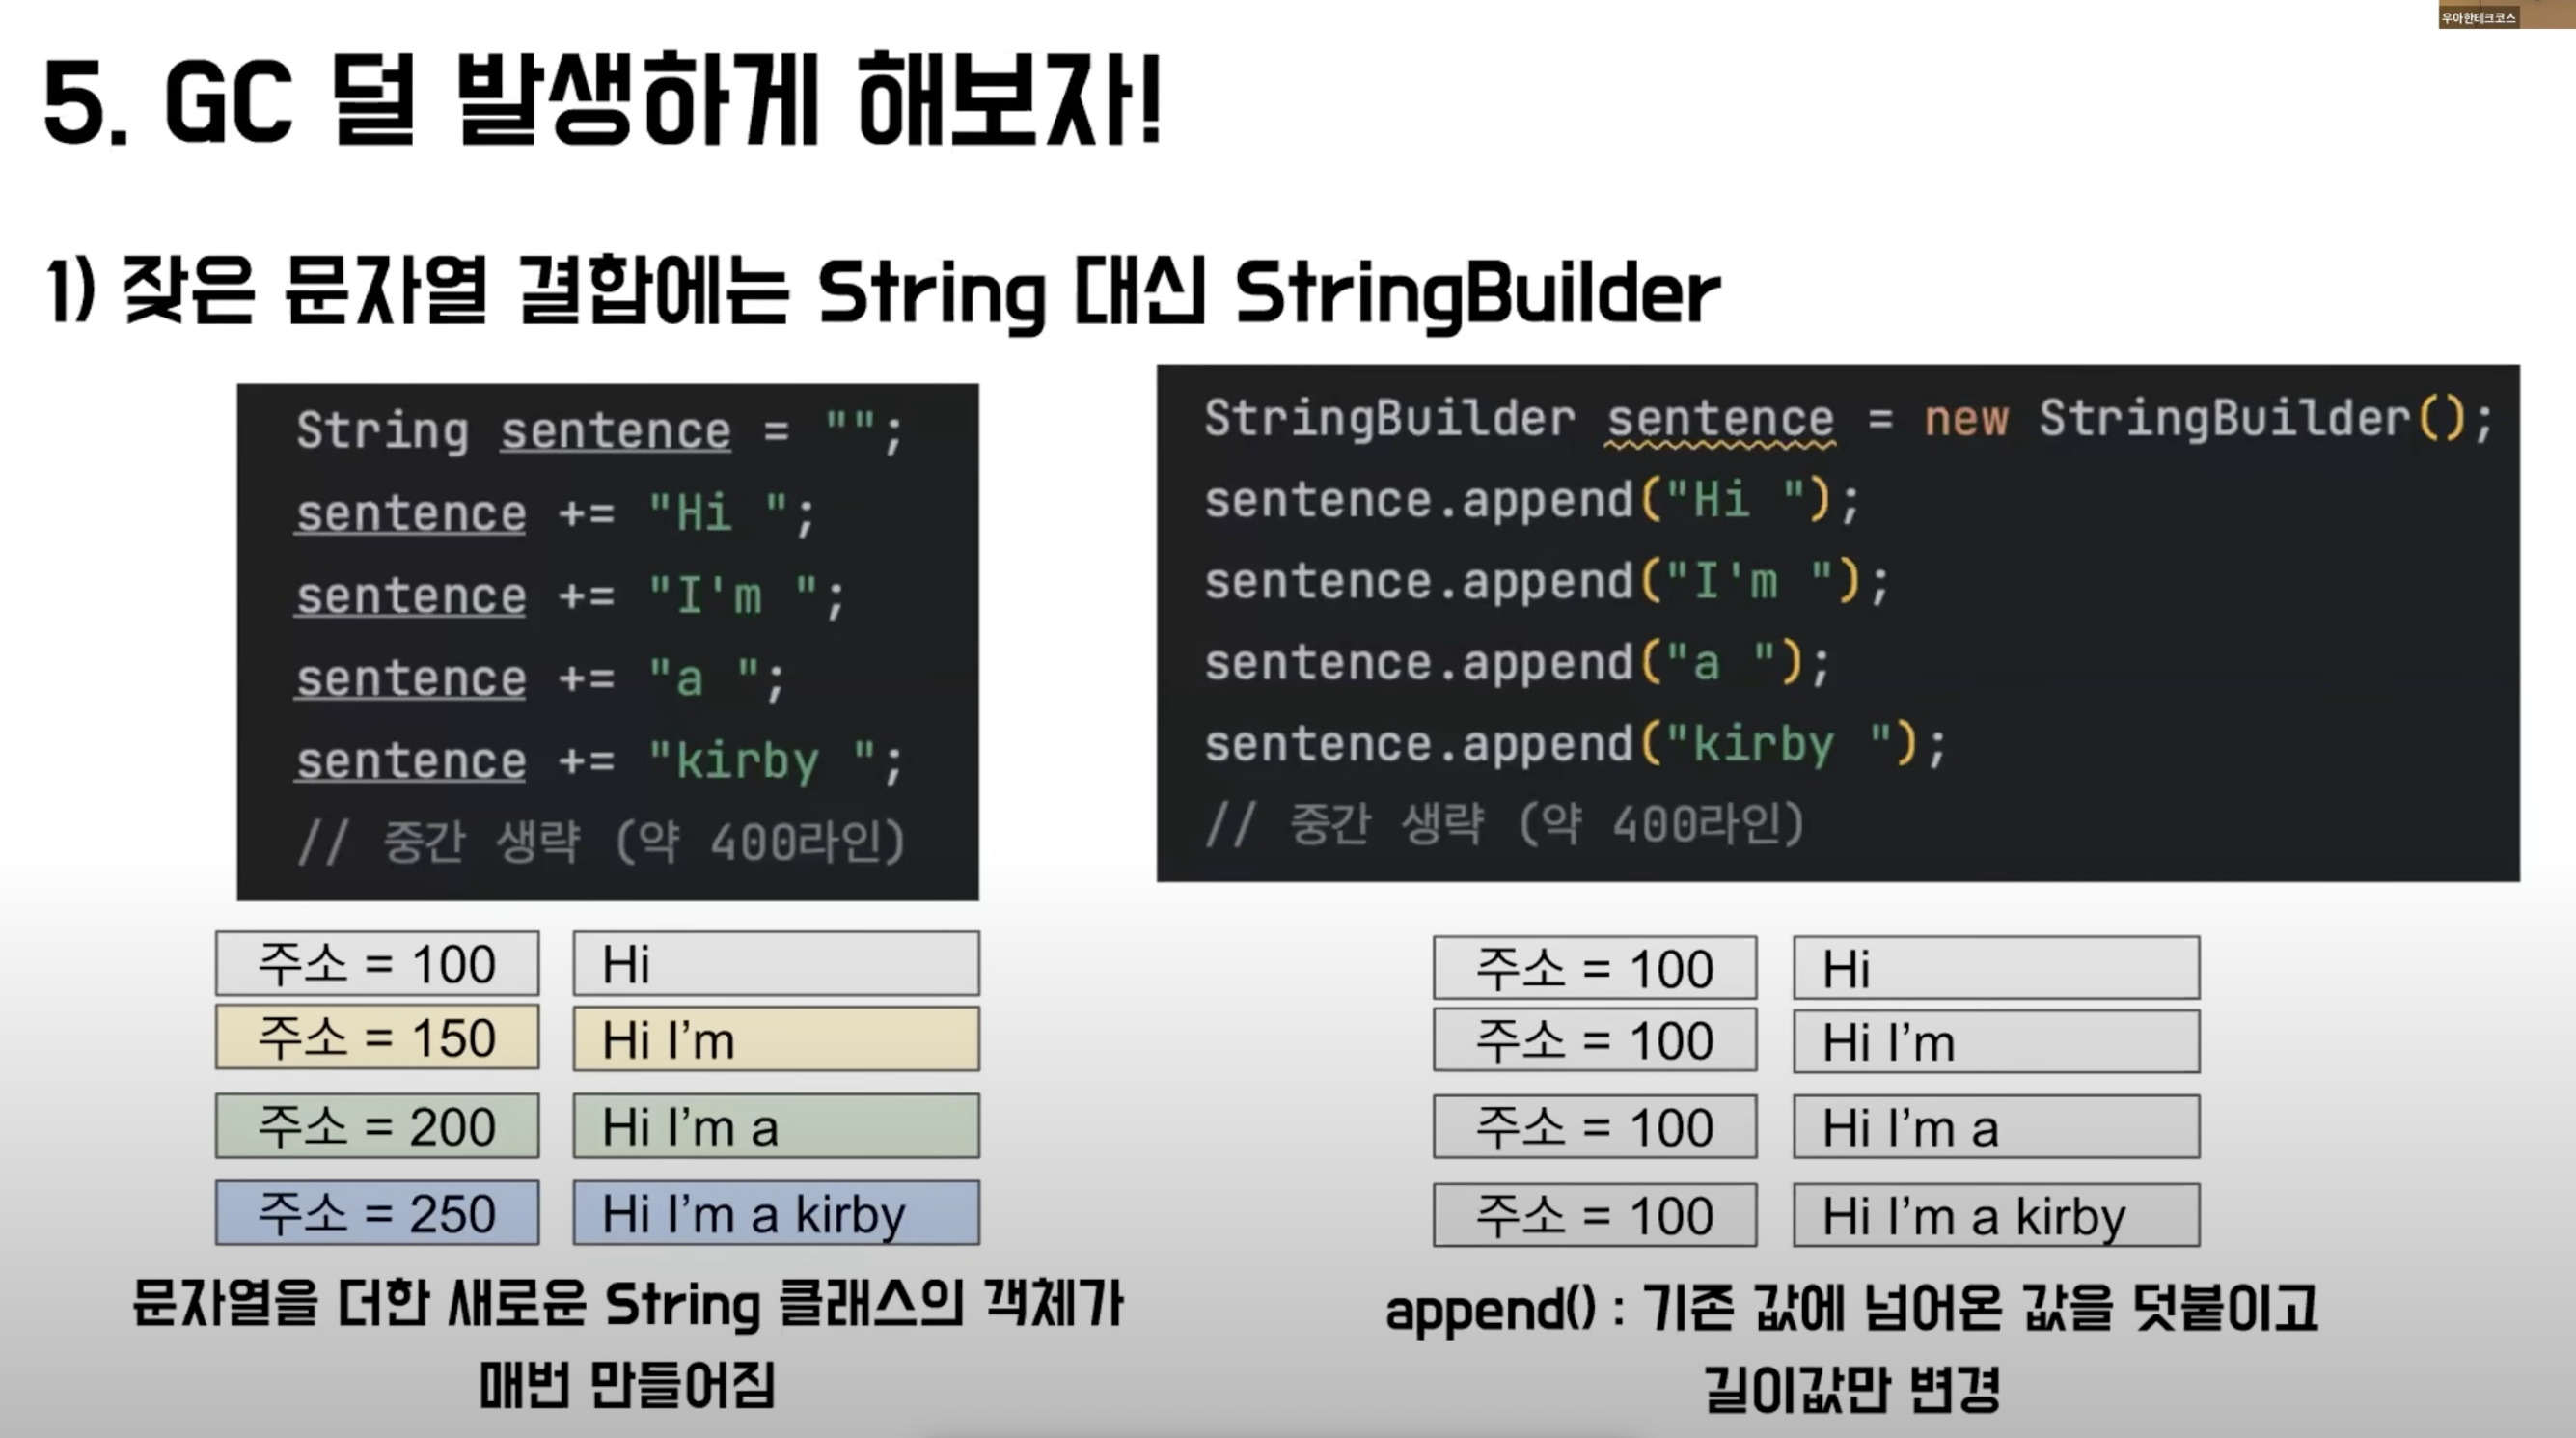 우아한테크코스
5. GC 덜 발생하게 해보자!
1) 잦은 문자열 결합에는 String 대신 StringBuilder
String sentence = "";
sentence += "Hi ";
sentence += "I'm ";
sentence += "a ";
sentence += "kirby ";
// 중간 생략 (약 400라인)
StringBuilder sentence = new StringBuilder();
sentence.append("Hi ");
sentence.append("I'm ");
sentence.append("a ");
sentence.append("kirby ");
// 중간 생략 (약 400라인)
주소 = 100 Hi
주소 = 150 Hi I’m
주소 = 200 Hi I’m a
주소 = 250 Hi I’m a kirby
문자열을 더한 새로운 String 클래스의 객체가
매번 만들어짐
주소 = 100 Hi
주소 = 100 Hi I’m
주소 = 100 Hi I’m a
주소 = 100 Hi I’m a kirby
append() : 기존 값에 넘어온 값을 덧붙이고
길이값만 변경